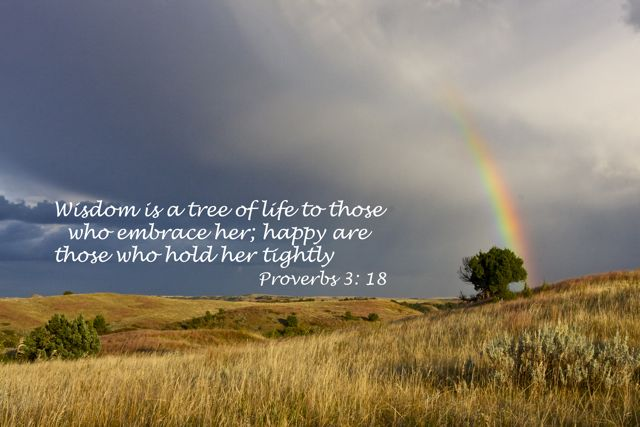 Wisdom is a tree of life to those
who embrace her; happy are
those who hold her tightly
Proverbs 3: 18